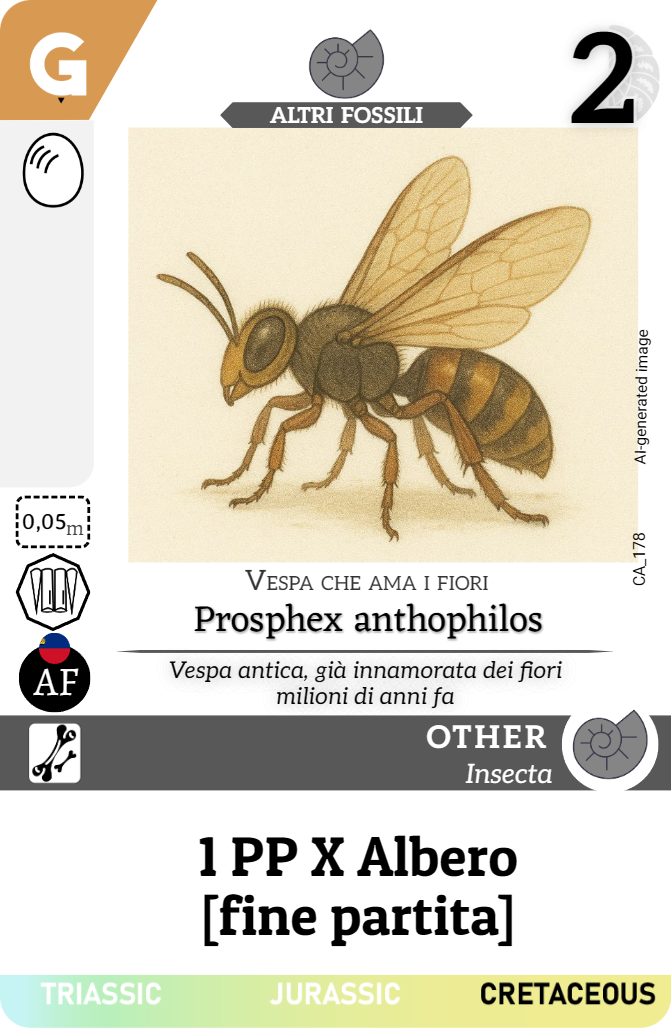 G
2
ALTRI FOSSILI
AI-generated image
CA_178
0,05m
AF
Vespa che ama i fiori
Prosphex anthophilos
Vespa antica, già innamorata dei fiori
milioni di anni fa
OTHER
Insecta
1 PP X Albero
[fine partita]
TRIASSIC JURASSIC CRETACEOUS